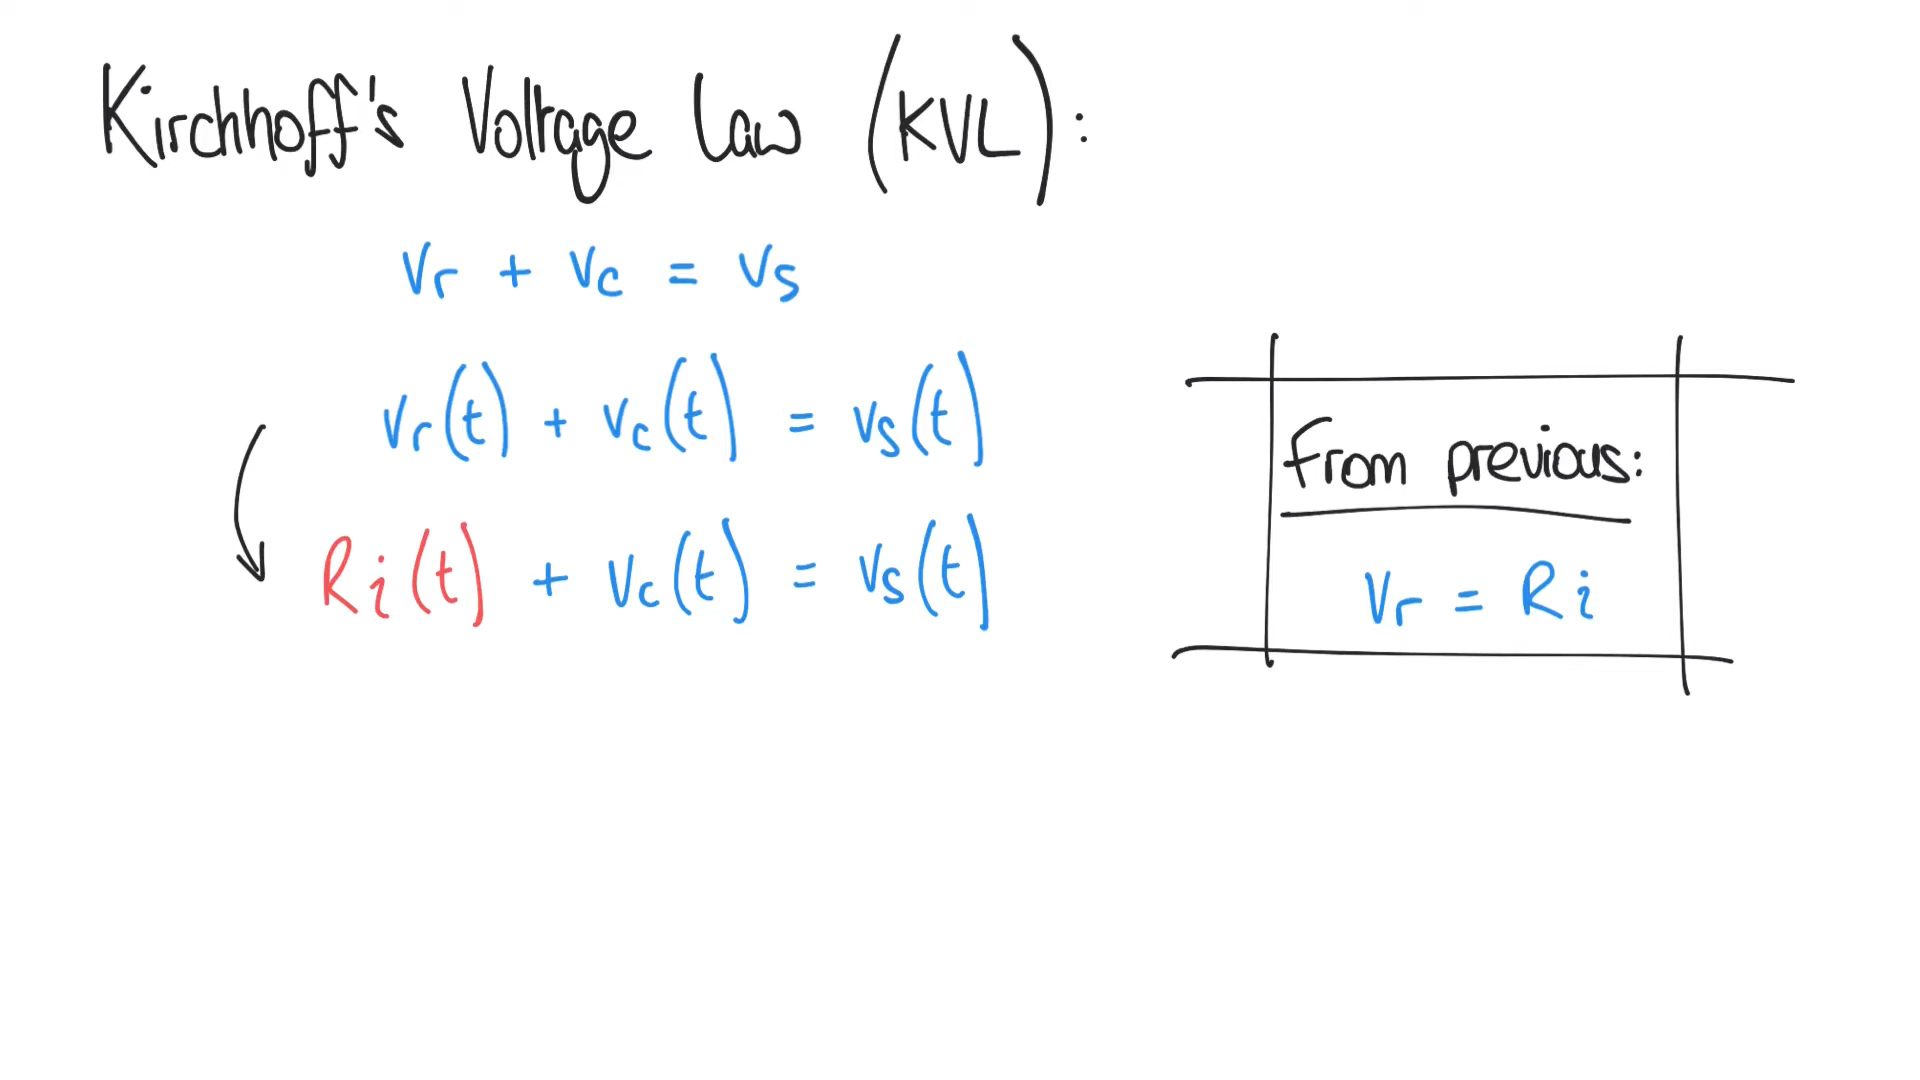 Kirchhoff's Voltage Law (KVL):
Vr + Vc = Vs
Vr(t) + Vc(t) = Vs(t)
Ri(t) + Vc(t) = Vs(t)
From previous:
Vr = Ri